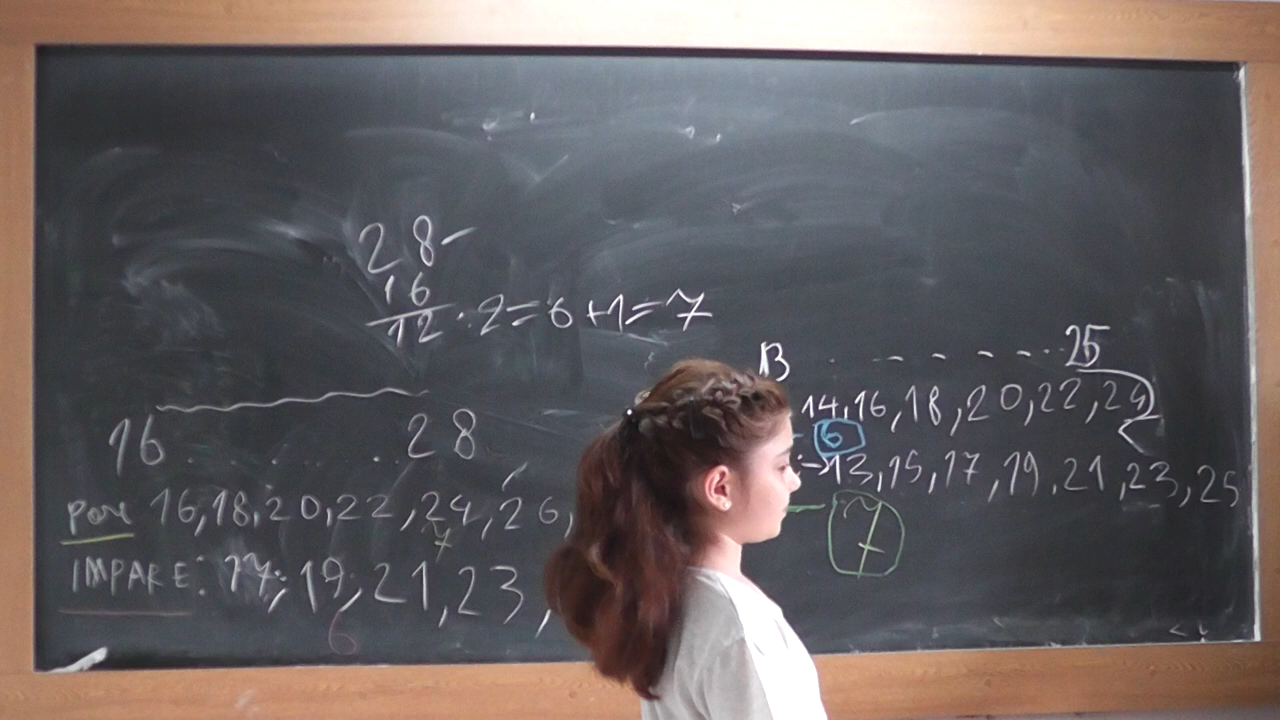 28-
16
12:2=6+1=7
16 . . . . . . 28
PARE 16,18,20,22,24,26,
7
IMPARE: 17;19;21,23,
6
13 . - - - - . . 25
14,16,18,20,22,24
6
13,15,17,19,21,23,25
7